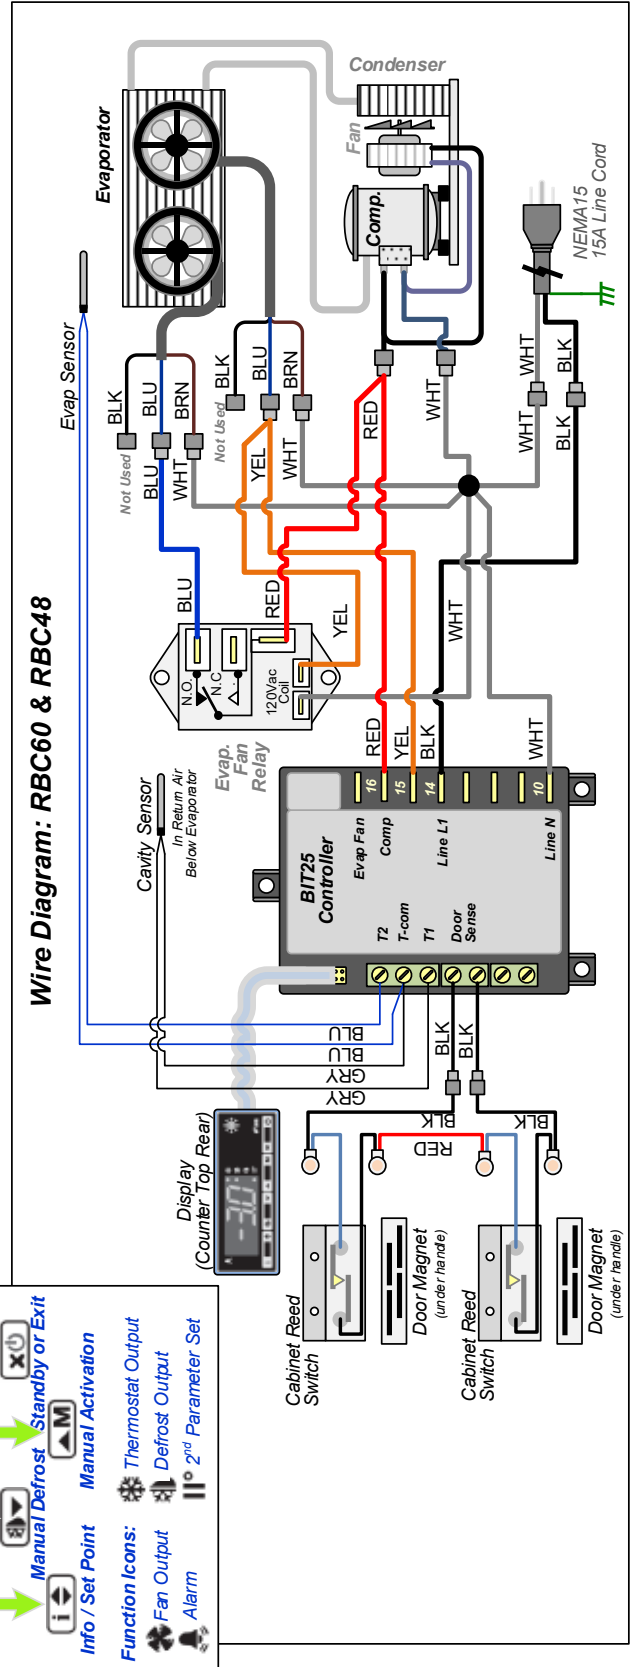 Wire Diagram: RBC60 & RBC48
Evap Sensor
Evaporator
Condenser
Fan
Comp.
NEMA15
15A Line Cord
BLK
BLU
BRN
Not Used
BLU
WHT
BLK
BLU
BRN
Not Used
YEL
WHT
RED
WHT
WHT
BLK
WHT
BLK
BLU
RED
YEL
WHT
N.O.
N.C
120Vac
Coil
Evap.
Fan
Relay
Cavity Sensor
In Return Air
Below Evaporator
RED
YEL
BLK
WHT
BIT25
Controller
16
15
14
10
Evap Fan
Comp
Line L1
Line N
T2
T-com
T1
Door
Sense
BLU
BLU
GRY
GRY
BLK
BLK
BLK
RED
BLK
Display
(Counter Top Rear)
-3.0
Cabinet Reed
Switch
Door Magnet
(under handle)
Cabinet Reed
Switch
Door Magnet
(under handle)
Manual Defrost
Standby or Exit
x
i
M
Info / Set Point
Manual Activation
Function Icons:
Thermostat Output
Fan Output
Defrost Output
Alarm
2nd Parameter Set